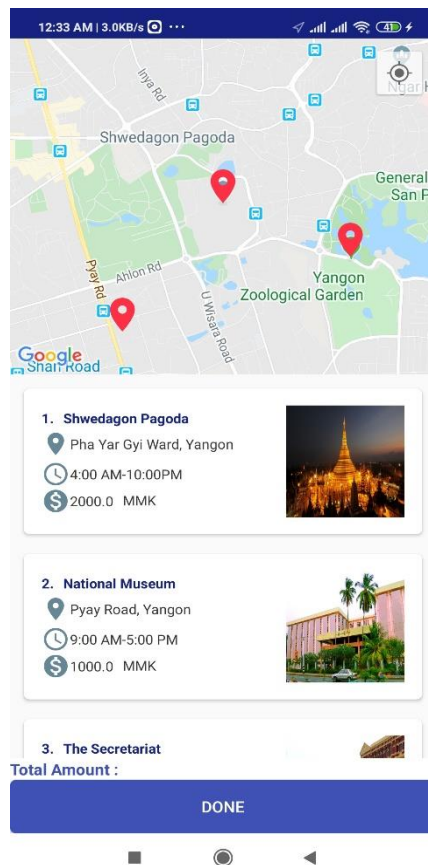 12:33 AM | 3.0KB/s ...
41
Inya Rd
Ngar
Shwedagon Pagoda
General
San
Pyay Rd
Ahlon Rd
U Wisara Road
Yangon
Zoological Garden
Google
Shan Road
1. Shwedagon Pagoda
Pha Yar Gyi Ward, Yangon
4:00 AM-10:00PM
$ 2000.0 MMK
2. National Museum
Pyay Road, Yangon
9:00 AM-5:00 PM
$ 1000.0 MMK
3. The Secretariat
Total Amount :
DONE